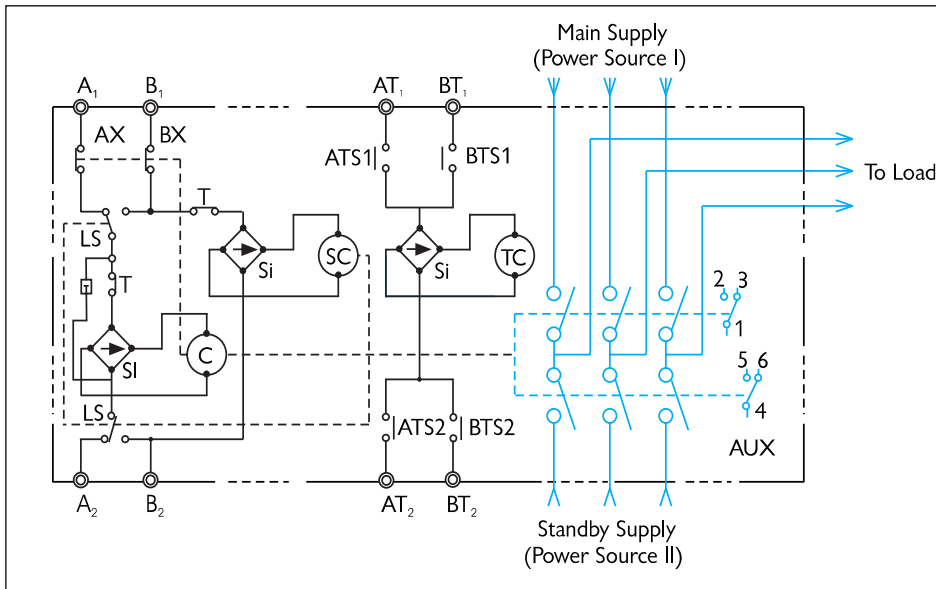 Main Supply
(Power Source I)
A₁
B₁
AT₁
BT₁
AX
BX
ATS1
BTS1
To Load
T
LS
SC
Si
TC
Si
T
T
2 3
1
C
SI
5 6
4
LS
ATS2
BTS2
AUX
A₂
B₂
AT₂
BT₂
Standby Supply
(Power Source II)